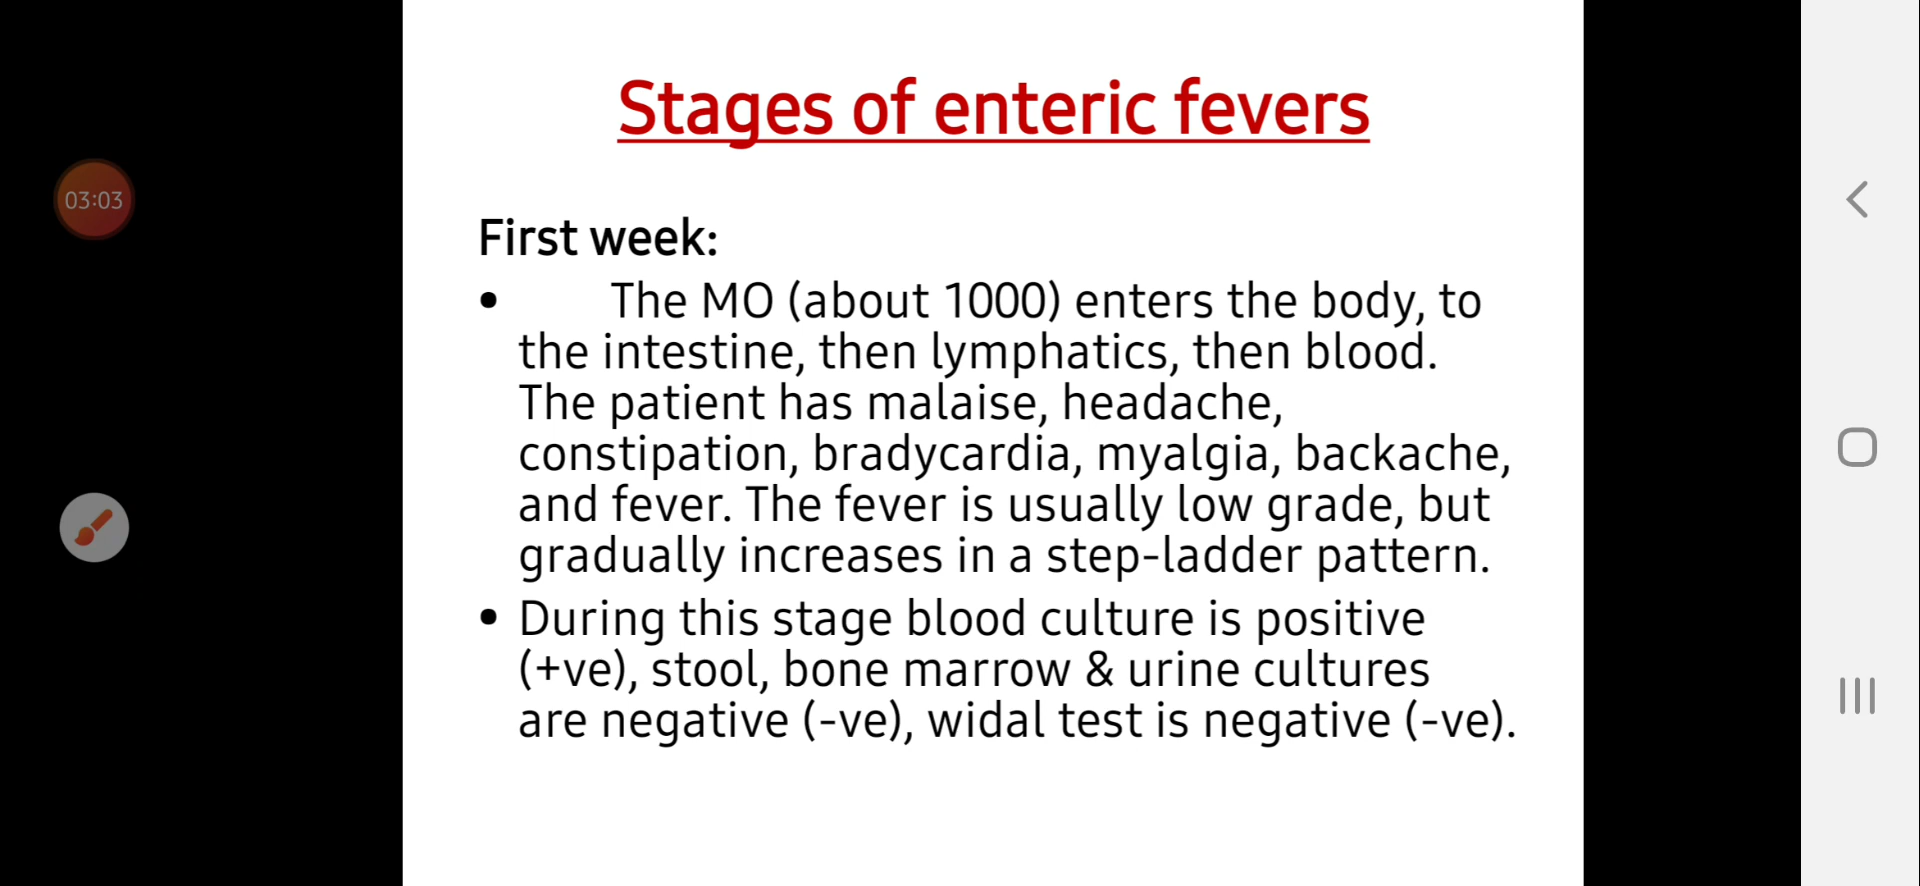 Stages of enteric fevers
03:03
First week:
• The MO (about 1000) enters the body, to
the intestine, then lymphatics, then blood.
The patient has malaise, headache,
constipation, bradycardia, myalgia, backache,
and fever. The fever is usually low grade, but
gradually increases in a step-ladder pattern.
• During this stage blood culture is positive
(+ve), stool, bone marrow & urine cultures
are negative (-ve), widal test is negative (-ve).